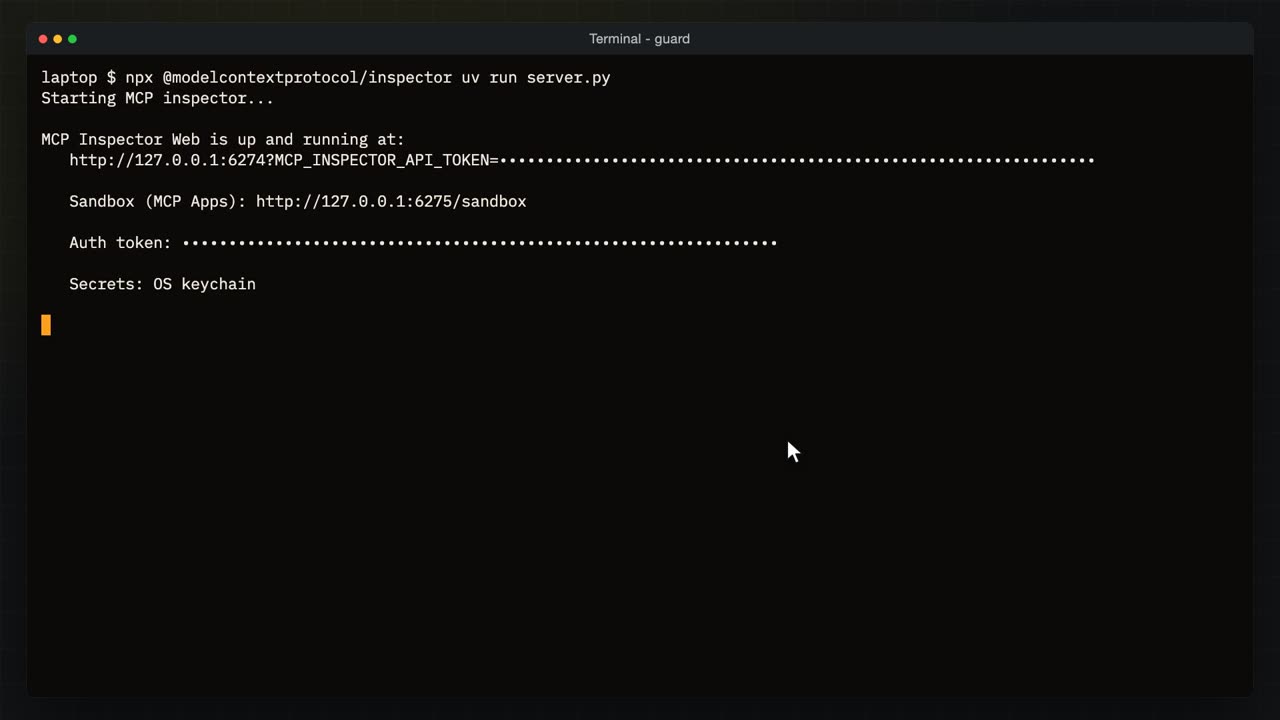 Terminal - guard
laptop $ npx @modelcontextprotocol/inspector uv run server.py
Starting MCP inspector...
MCP Inspector Web is up and running at:
http://127.0.0.1:6274?MCP_INSPECTOR_API_TOKEN=••••••••••••••••••••••••••••••••••••••••••••••••••••••••••••••••
Sandbox (MCP Apps): http://127.0.0.1:6275/sandbox
Auth token: ••••••••••••••••••••••••••••••••••••••••••••••••••••••••••••••••
Secrets: OS keychain